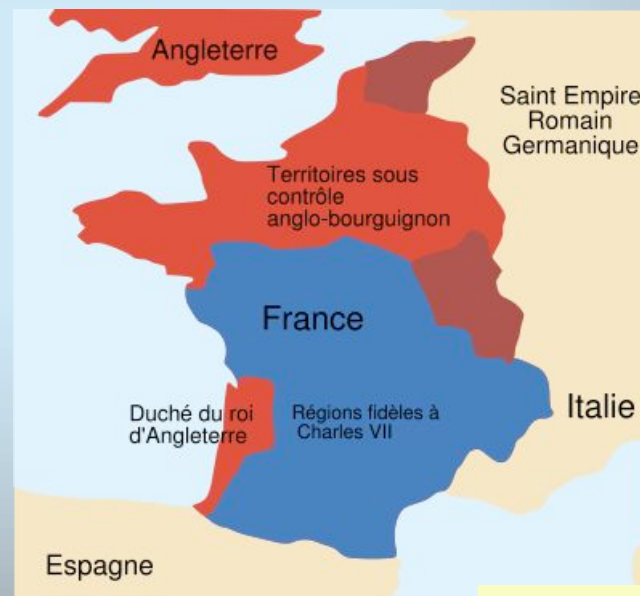 Angleterre
Saint Empire
Romain
Germanique
Territoires sous
contrôle
anglo-bourguignon
France
Italie
Duché du roi
d'Angleterre
Régions fidèles à
Charles VII
Espagne